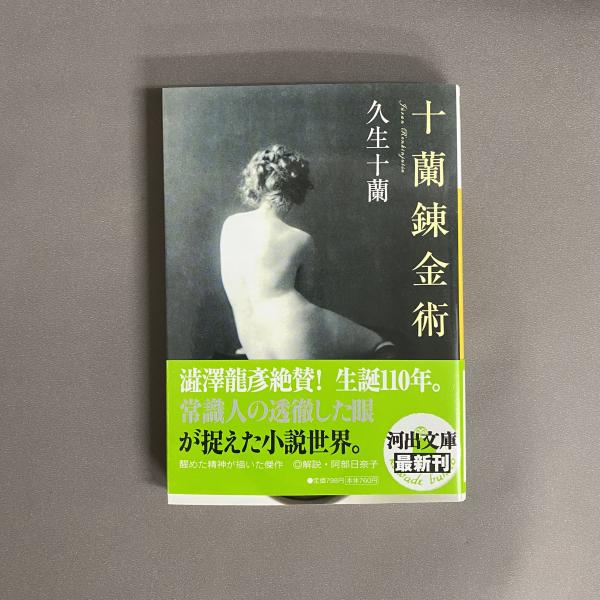 十蘭錬金術
Juran Renkinjutsu
久生十蘭
澁澤龍彥絶賛! 生誕110年。
常識人の透徹した眼
が捉えた小説世界。
醒めた精神が描いた傑作 ◎解説・阿部日奈子
●定価798円 本体760円
河出文庫
最新刊